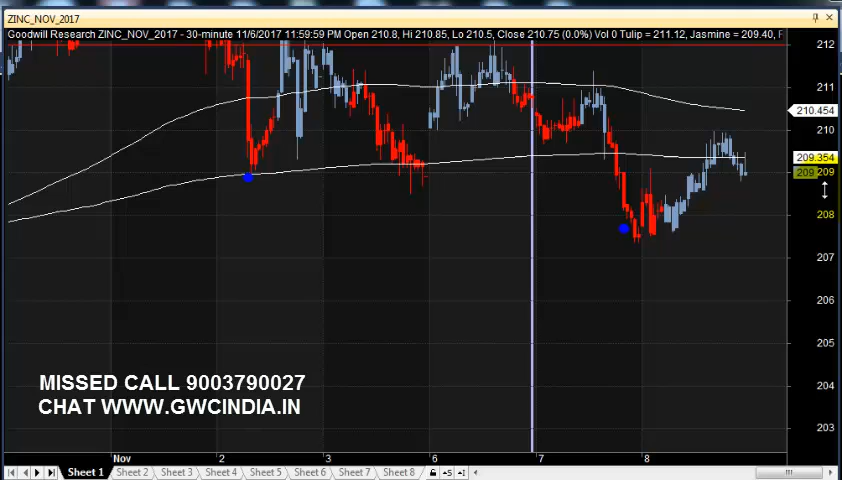 ZINC_NOV_2017
Goodwill Research ZINC_NOV_2017 - 30-minute 11/6/2017 11:59:59 PM Open 210.8, Hi 210.85, Lo 210.5, Close 210.75 (0.0%) Vol 0 Tulip = 211.12, Jasmine = 209.40,
212
211
210.454
210
209.354
209
209
208
207
206
205
204
203
MISSED CALL 9003790027
CHAT WWW.GWCINDIA.IN
Nov 2 3 6 7 8
Sheet 1 Sheet 2 Sheet 3 Sheet 4 Sheet 5 Sheet 6 Sheet 7 Sheet 8